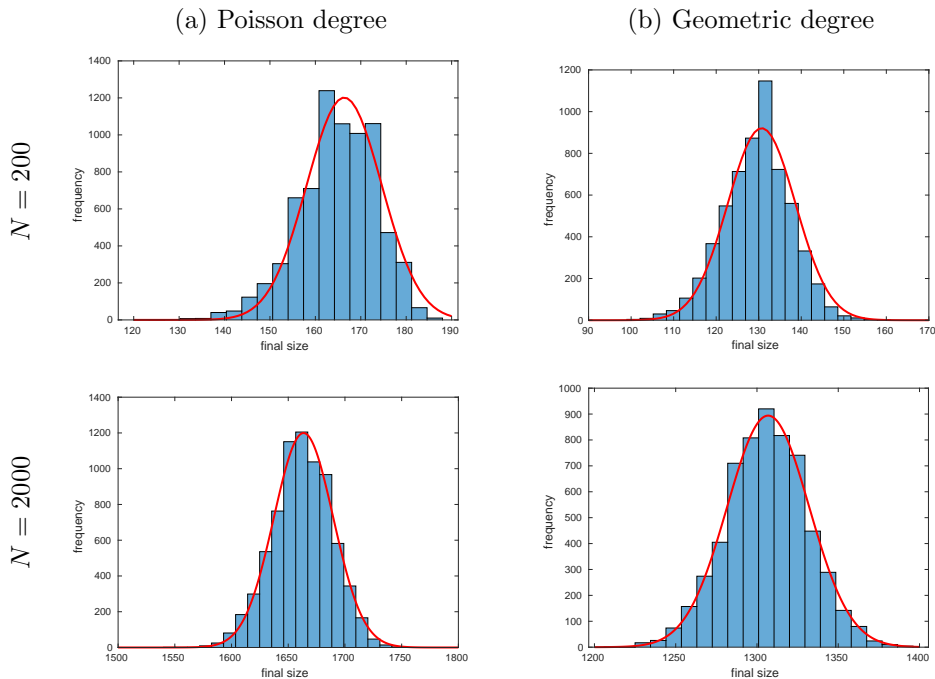 (a) Poisson degree
(b) Geometric degree
N = 200
1400
1200
1000
800
600
400
200
0
120 130 140 150 160 170 180 190
frequency
final size
1200
1000
800
600
400
200
0
90 100 110 120 130 140 150 160 170
frequency
final size
N = 2000
1400
1200
1000
800
600
400
200
0
1500 1550 1600 1650 1700 1750 1800
frequency
final size
1000
900
800
700
600
500
400
300
200
100
0
1200 1250 1300 1350 1400
frequency
final size